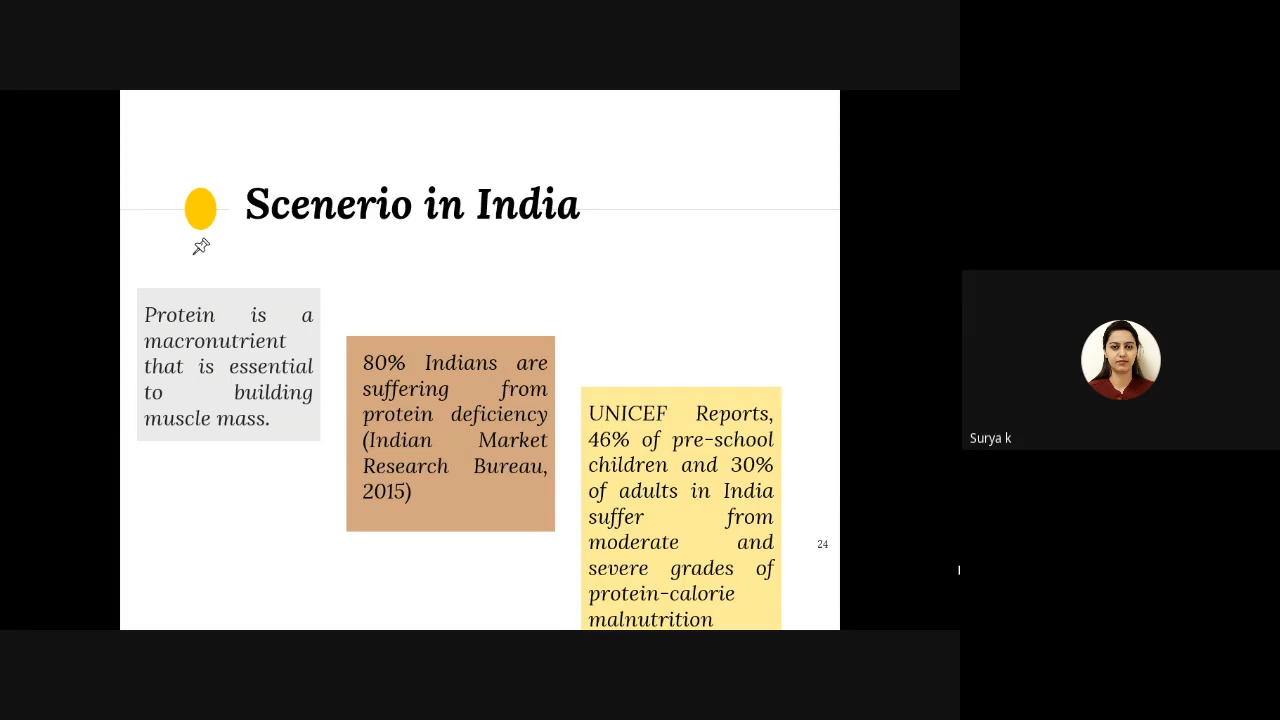 Scenerio in India
Protein is a
macronutrient
that is essential
to building
muscle mass.
80% Indians are
suffering from
protein deficiency
(Indian Market
Research Bureau,
2015)
UNICEF Reports,
46% of pre-school
children and 30%
of adults in India
suffer from
moderate and
severe grades of
protein-calorie
malnutrition
24
Surya k